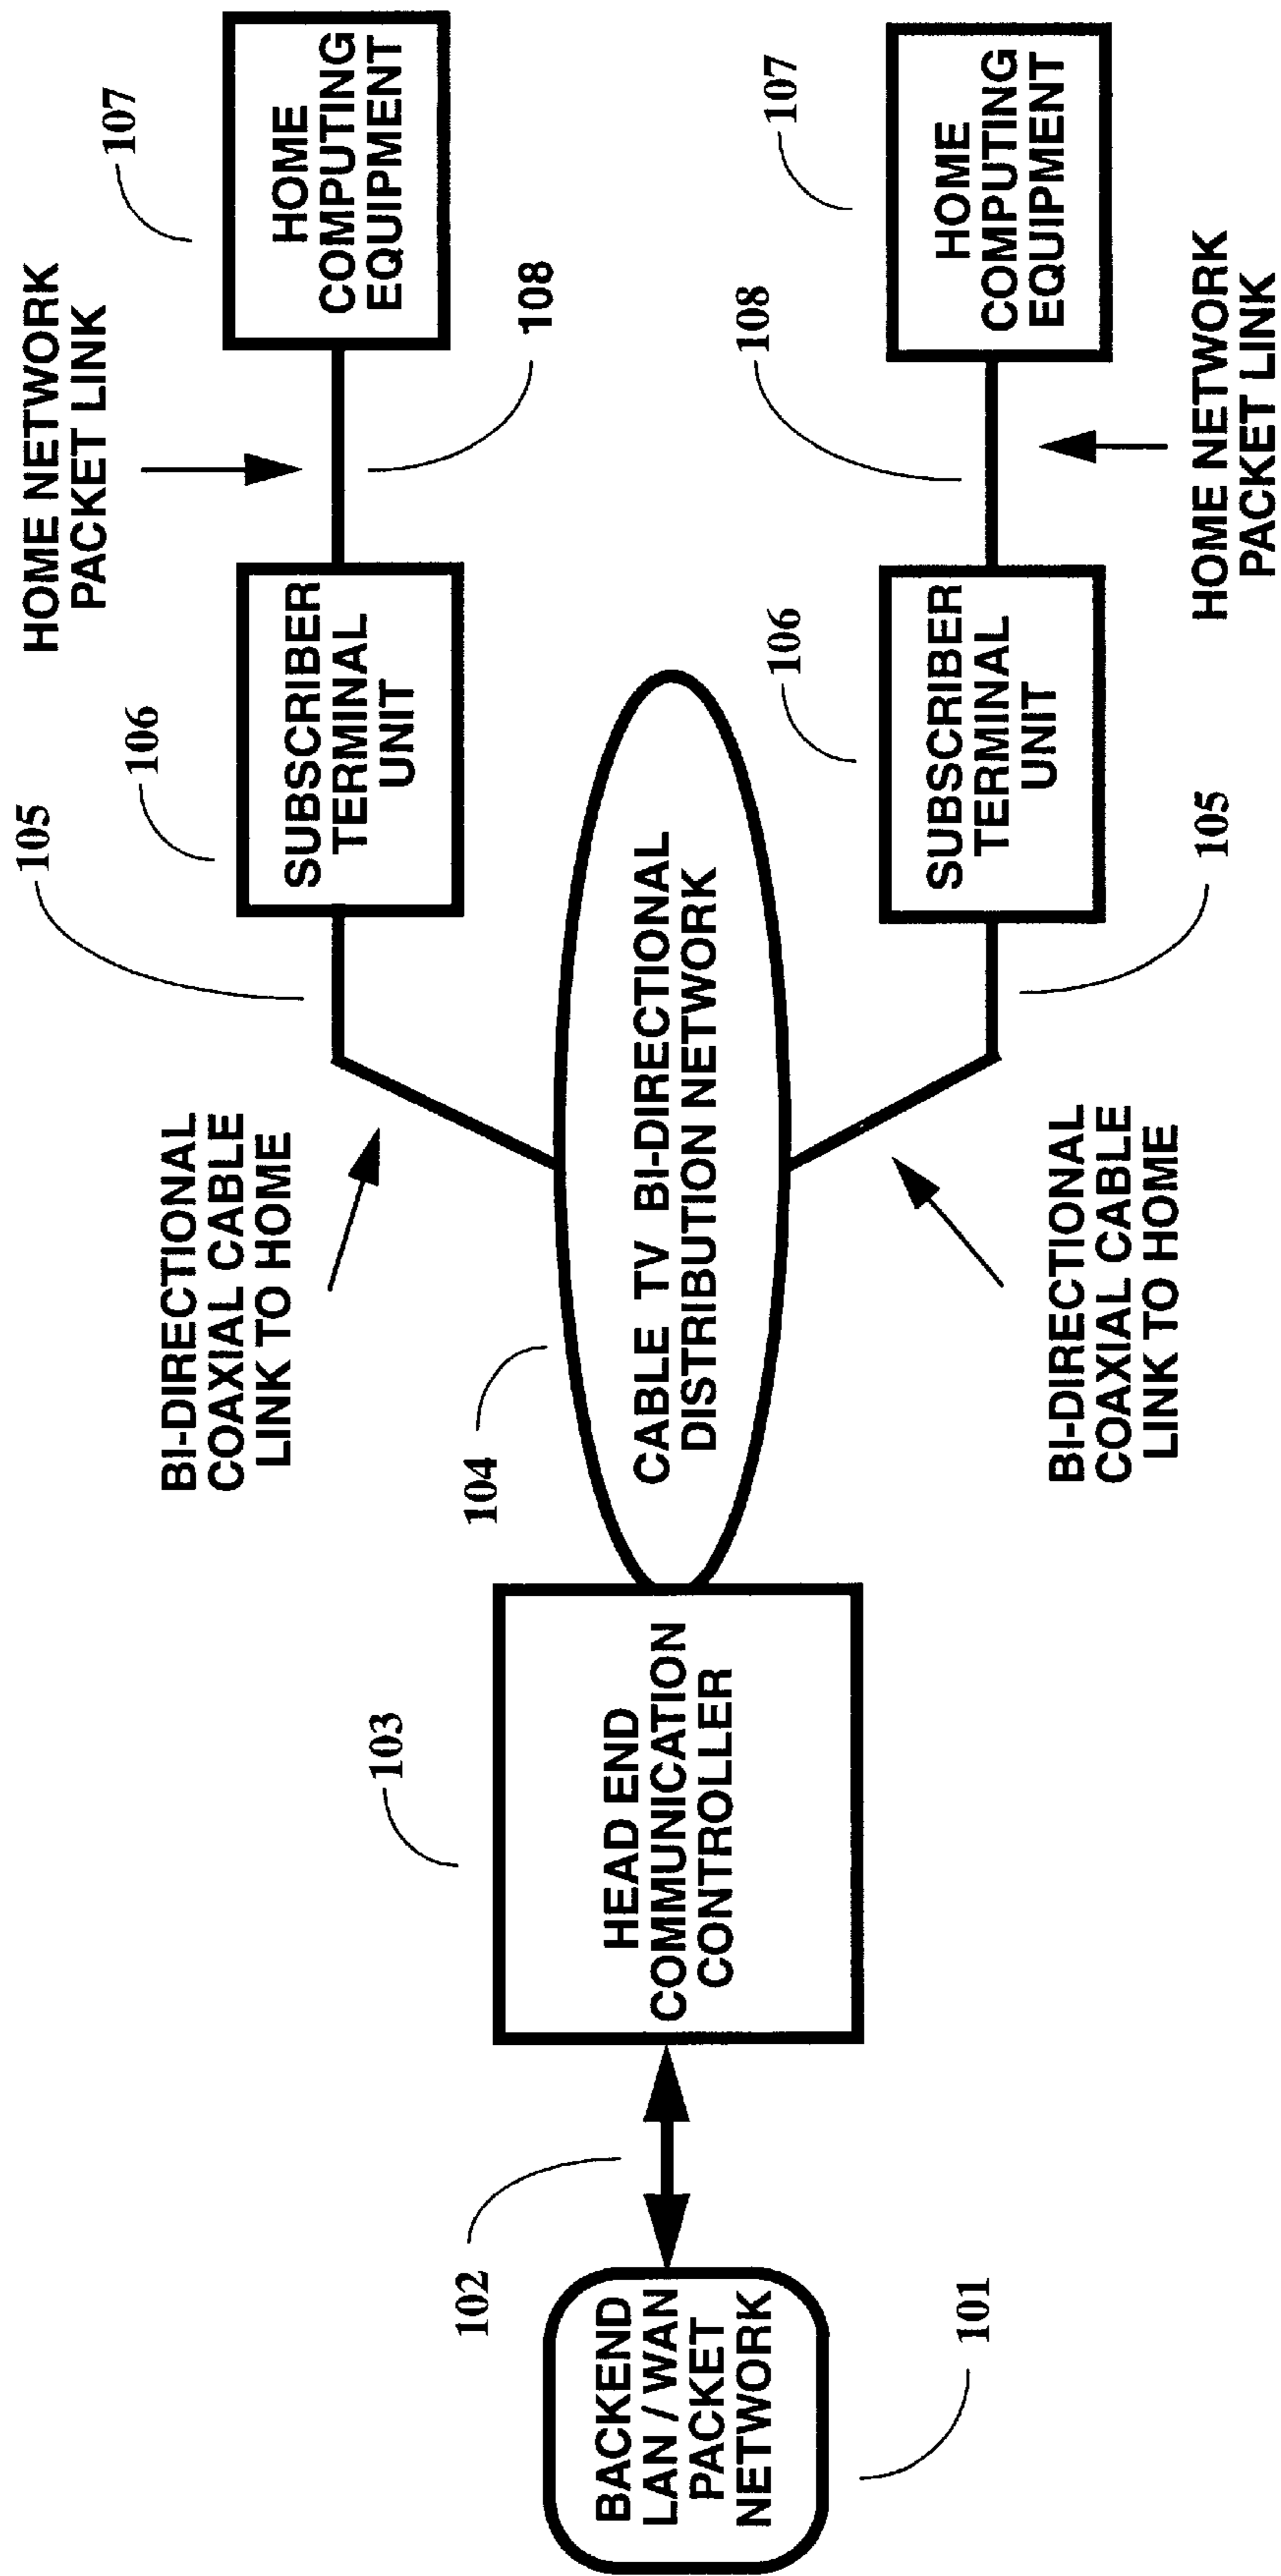 HOME NETWORK
PACKET LINK
107
HOME
COMPUTING
EQUIPMENT
108
105
106
SUBSCRIBER
TERMINAL
UNIT
BI-DIRECTIONAL
COAXIAL CABLE
LINK TO HOME
102
103
104
BACKEND
LAN / WAN
PACKET
NETWORK
101
HEAD END
COMMUNICATION
CONTROLLER
CABLE TV BI-DIRECTIONAL
DISTRIBUTION NETWORK
106
SUBSCRIBER
TERMINAL
UNIT
105
108
107
HOME
COMPUTING
EQUIPMENT
BI-DIRECTIONAL
COAXIAL CABLE
LINK TO HOME
HOME NETWORK
PACKET LINK